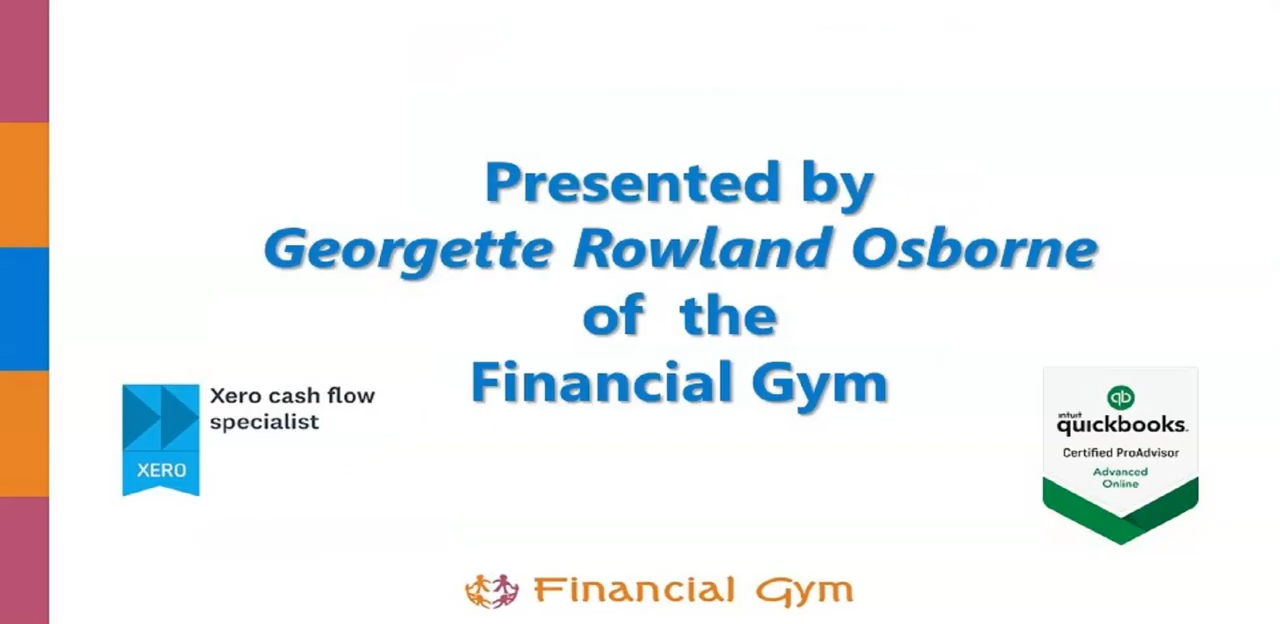 Presented by
Georgette Rowland Osborne
of the
Financial Gym
Xero cash flow
specialist
XERO
qb
intuit
quickbooks.
Certified ProAdvisor
Advanced
Online
Financial Gym